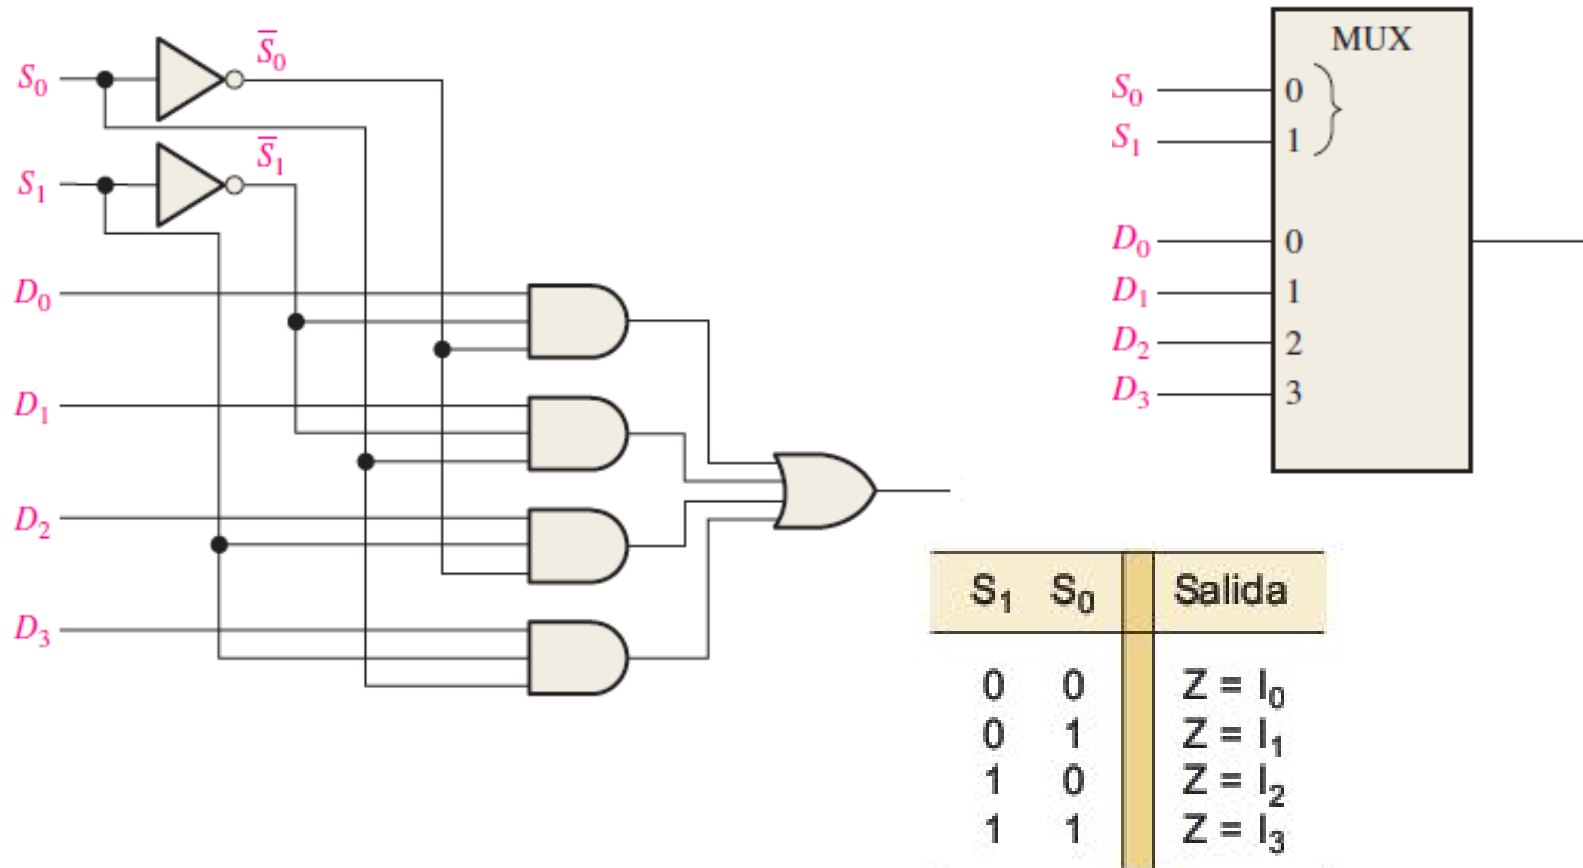 S̅₀
S₀
S̅₁
S₁
D₀
D₁
D₂
D₃
MUX
S₀ 0
S₁ 1
D₀ 0
D₁ 1
D₂ 2
D₃ 3
S₁ S₀ Salida
0 0 Z = I₀
0 1 Z = I₁
1 0 Z = I₂
1 1 Z = I₃